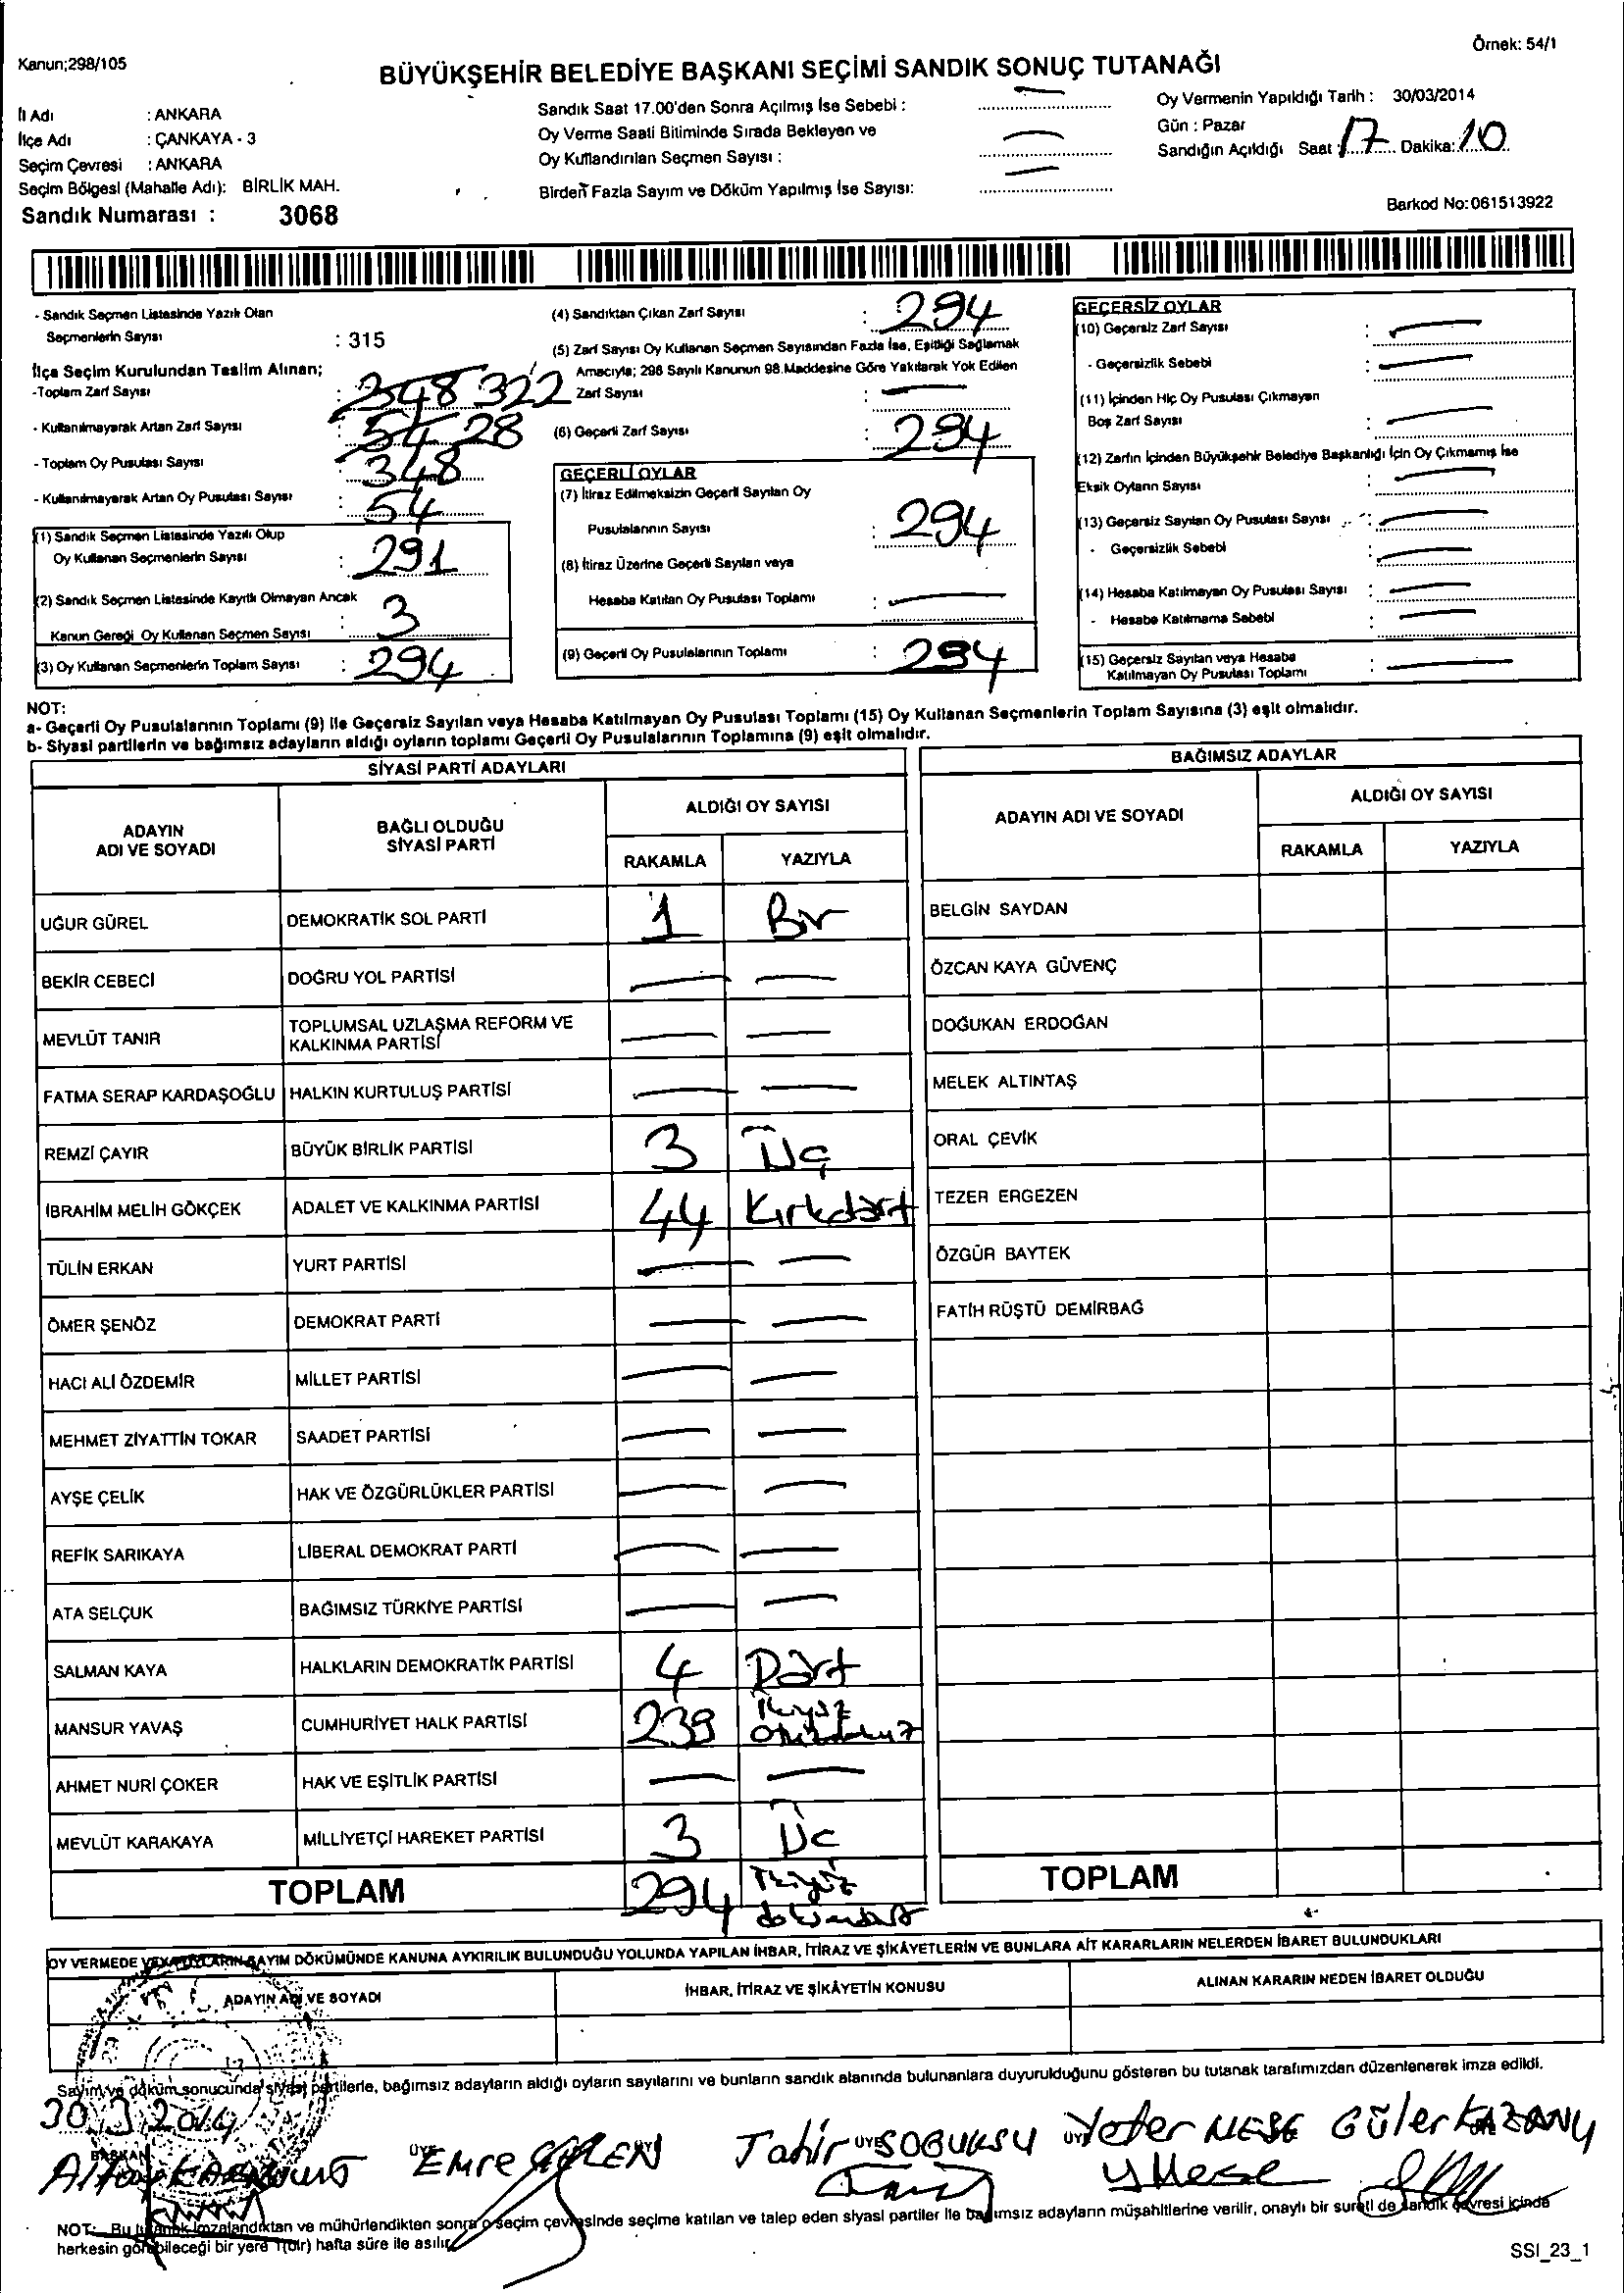 Kanun;298/105
Örnek: 54/1
BÜYÜKŞEHİR BELEDİYE BAŞKANI SEÇİMİ SANDIK SONUÇ TUTANAĞI
İl Adı : ANKARA
İlçe Adı : ÇANKAYA - 3
Seçim Çevresi : ANKARA
Seçim Bölgesi (Mahalle Adı): BİRLİK MAH.
Sandık Numarası : 3068
Sandık Saat 17.00'den Sonra Açılmış İse Sebebi : —
Oy Verme Saati Bitiminde Sırada Bekleyen ve
Oy Kullandırılan Seçmen Sayısı : —
Birden Fazla Sayım ve Döküm Yapılmış İse Sayısı: —
Oy Vermenin Yapıldığı Tarih : 30/03/2014
Gün : Pazar
Sandığın Açıldığı Saat : 17 Dakika: 10
Barkod No:061513922
- Sandık Seçmen Listesinde Yazılı Olan
Seçmenlerin Sayısı : 315
İlçe Seçim Kurulundan Teslim Alınan;
-Toplam Zarf Sayısı : 348 322
- Kullanılmayarak Artan Zarf Sayısı : 54 28
- Toplam Oy Pusulası Sayısı : 348
- Kullanılmayarak Artan Oy Pusulası Sayısı : 54
(1) Sandık Seçmen Listesinde Yazılı Olup
Oy Kullanan Seçmenlerin Sayısı : 291
(2) Sandık Seçmen Listesinde Kayıtlı Olmayan Ancak
Kanun Gereği Oy Kullanan Seçmen Sayısı : 3
(3) Oy Kullanan Seçmenlerin Toplam Sayısı : 294
(4) Sandıktan Çıkan Zarf Sayısı : 294
(5) Zarf Sayısı Oy Kullanan Seçmen Sayısından Fazla İse, Eşitliği Sağlamak
Amacıyla; 298 Sayılı Kanunun 98.Maddesine Göre Yakılarak Yok Edilen
Zarf Sayısı : —
(6) Geçerli Zarf Sayısı : 294
GEÇERLİ OYLAR
(7) İtiraz Edilmeksizin Geçerli Sayılan Oy
Pusulalarının Sayısı : 294
(8) İtiraz Üzerine Geçerli Sayılan veya
Hesaba Katılan Oy Pusulası Toplamı : —
(9) Geçerli Oy Pusulalarının Toplamı : 294
GEÇERSİZ OYLAR
(10) Geçersiz Zarf Sayısı : —
- Geçersizlik Sebebi : —
(11) İçinden Hiç Oy Pusulası Çıkmayan
Boş Zarf Sayısı : —
(12) Zarfın İçinden Büyükşehir Belediye Başkanlığı İçin Oy Çıkmamış İse
Eksik Oyların Sayısı : —
(13) Geçersiz Sayılan Oy Pusulası Sayısı : —
- Geçersizlik Sebebi : —
(14) Hesaba Katılmayan Oy Pusulası Sayısı : —
- Hesaba Katılmama Sebebi : —
(15) Geçersiz Sayılan veya Hesaba
Katılmayan Oy Pusulası Toplamı : —
NOT:
a- Geçerli Oy Pusulalarının Toplamı (9) ile Geçersiz Sayılan veya Hesaba Katılmayan Oy Pusulası Toplamı (15) Oy Kullanan Seçmenlerin Toplam Sayısına (3) eşit olmalıdır.
b- Siyasi partilerin ve bağımsız adayların aldığı oyların toplamı Geçerli Oy Pusulalarının Toplamına (9) eşit olmalıdır.
SİYASİ PARTİ ADAYLARI
ADAYIN ADI VE SOYADI
BAĞLI OLDUĞU SİYASİ PARTİ
ALDIĞI OY SAYISI
RAKAMLA YAZIYLA
UĞUR GÜREL DEMOKRATİK SOL PARTİ 1 Bir
BEKİR CEBECİ DOĞRU YOL PARTİSİ — —
MEVLÜT TANIR TOPLUMSAL UZLAŞMA REFORM VE KALKINMA PARTİSİ — —
FATMA SERAP KARDAŞOĞLU HALKIN KURTULUŞ PARTİSİ — —
REMZİ ÇAYIR BÜYÜK BİRLİK PARTİSİ 3 Üç
İBRAHİM MELİH GÖKÇEK ADALET VE KALKINMA PARTİSİ 44 Kırkdört
TÜLİN ERKAN YURT PARTİSİ — —
ÖMER ŞENÖZ DEMOKRAT PARTİ — —
HACI ALİ ÖZDEMİR MİLLET PARTİSİ — —
MEHMET ZİYATTİN TOKAR SAADET PARTİSİ — —
AYŞE ÇELİK HAK VE ÖZGÜRLÜKLER PARTİSİ — —
REFİK SARIKAYA LİBERAL DEMOKRAT PARTİ — —
ATA SELÇUK BAĞIMSIZ TÜRKİYE PARTİSİ — —
SALMAN KAYA HALKLARIN DEMOKRATİK PARTİSİ 4 Dört
MANSUR YAVAŞ CUMHURİYET HALK PARTİSİ 239 İkiyüz otuzdokuz
AHMET NURİ ÇOKER HAK VE EŞİTLİK PARTİSİ — —
MEVLÜT KARAKAYA MİLLİYETÇİ HAREKET PARTİSİ 3 Üç
TOPLAM 294 İkiyüz doksandört
BAĞIMSIZ ADAYLAR
ADAYIN ADI VE SOYADI
ALDIĞI OY SAYISI
RAKAMLA YAZIYLA
BELGİN SAYDAN
ÖZCAN KAYA GÜVENÇ
DOĞUKAN ERDOĞAN
MELEK ALTINTAŞ
ORAL ÇEVİK
TEZER ERGEZEN
ÖZGÜR BAYTEK
FATİH RÜŞTÜ DEMİRBAĞ
TOPLAM
OY VERMEDE VEYA OYLARIN SAYIM DÖKÜMÜNDE KANUNA AYKIRILIK BULUNDUĞU YOLUNDA YAPILAN İHBAR, İTİRAZ VE ŞİKÂYETLERİN VE BUNLARA AİT KARARLARIN NELERDEN İBARET BULUNDUKLARI
ADAYIN ADI VE SOYADI
İHBAR, İTİRAZ VE ŞİKÂYETİN KONUSU
ALINAN KARARIN NEDEN İBARET OLDUĞU
Sayım ve döküm sonucunda siyasi partilerle, bağımsız adayların aldığı oyların sayılarını ve bunların sandık alanında bulunanlara duyurulduğunu gösteren bu tutanak tarafımızdan düzenlenerek imza edildi.
30.3.2014
BAŞKAN ÜYE ÜYE ÜYE ÜYE
Emre Tahir SOBUKSU Yeter NEŞE Güler
NOT: Bu tutanak imzalandıktan ve mühürlendikten sonra o seçim çevresinde seçime katılan ve talep eden siyasi partiler ile bağımsız adayların müşahitlerine verilir, onaylı bir sureti de sandık çevresi içinde
herkesin görebileceği bir yere 1(bir) hafta süre ile asılır.
SSI_23_1